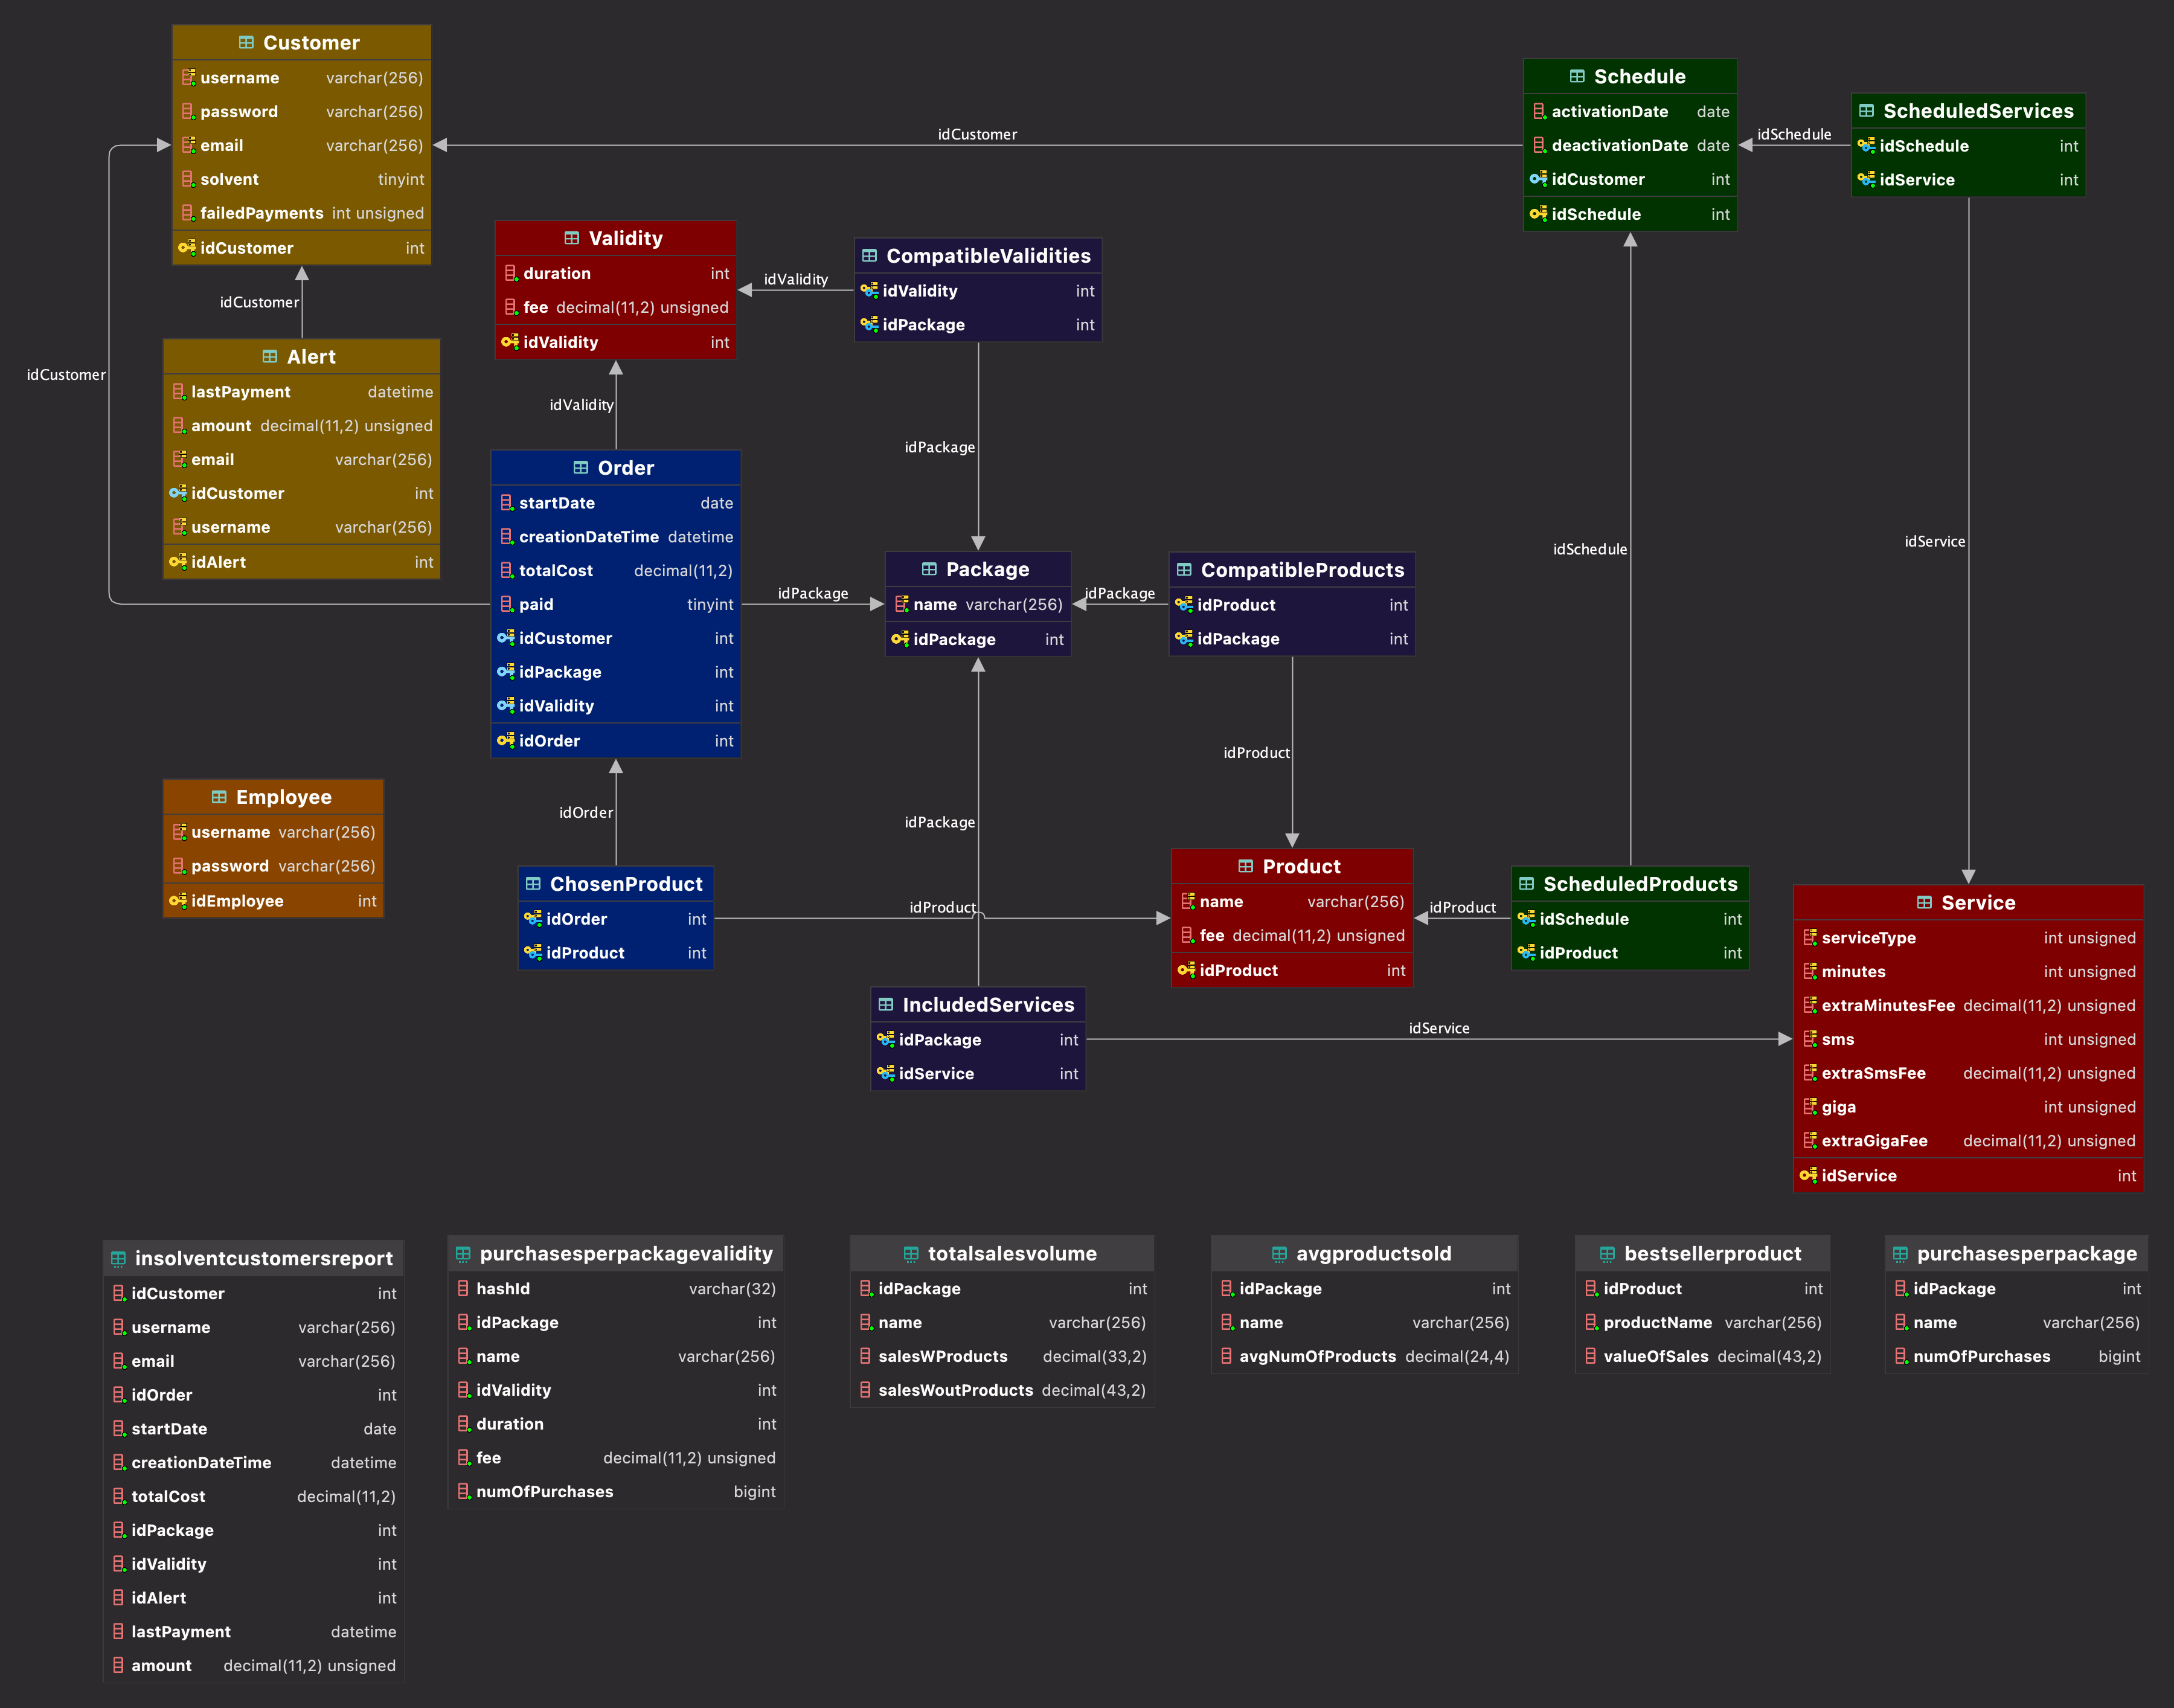 Customer
username varchar(256)
password varchar(256)
email varchar(256)
solvent tinyint
failedPayments int unsigned
idCustomer int
idCustomer
Schedule
activationDate date
deactivationDate date
idCustomer int
idSchedule int
idSchedule
ScheduledServices
idSchedule int
idService int
Validity
duration int
fee decimal(11,2) unsigned
idValidity int
idValidity
CompatibleValidities
idValidity int
idPackage int
idCustomer
idCustomer
Alert
lastPayment datetime
amount decimal(11,2) unsigned
email varchar(256)
idCustomer int
username varchar(256)
idAlert int
idValidity
idPackage
Order
startDate date
creationDateTime datetime
totalCost decimal(11,2)
paid tinyint
idCustomer int
idPackage int
idValidity int
idOrder int
idPackage
Package
name varchar(256)
idPackage int
idPackage
CompatibleProducts
idProduct int
idPackage int
idSchedule
idService
idProduct
Employee
username varchar(256)
password varchar(256)
idEmployee int
idOrder
idPackage
ChosenProduct
idOrder int
idProduct int
idProduct
Product
name varchar(256)
fee decimal(11,2) unsigned
idProduct int
idProduct
ScheduledProducts
idSchedule int
idProduct int
Service
serviceType int unsigned
minutes int unsigned
extraMinutesFee decimal(11,2) unsigned
sms int unsigned
extraSmsFee decimal(11,2) unsigned
giga int unsigned
extraGigaFee decimal(11,2) unsigned
idService int
IncludedServices
idPackage int
idService int
idService
insolventcustomersreport
idCustomer int
username varchar(256)
email varchar(256)
idOrder int
startDate date
creationDateTime datetime
totalCost decimal(11,2)
idPackage int
idValidity int
idAlert int
lastPayment datetime
amount decimal(11,2) unsigned
purchasesperpackagevalidity
hashId varchar(32)
idPackage int
name varchar(256)
idValidity int
duration int
fee decimal(11,2) unsigned
numOfPurchases bigint
totalsalesvolume
idPackage int
name varchar(256)
salesWProducts decimal(33,2)
salesWoutProducts decimal(43,2)
avgproductsold
idPackage int
name varchar(256)
avgNumOfProducts decimal(24,4)
bestsellerproduct
idProduct int
productName varchar(256)
valueOfSales decimal(43,2)
purchasesperpackage
idPackage int
name varchar(256)
numOfPurchases bigint